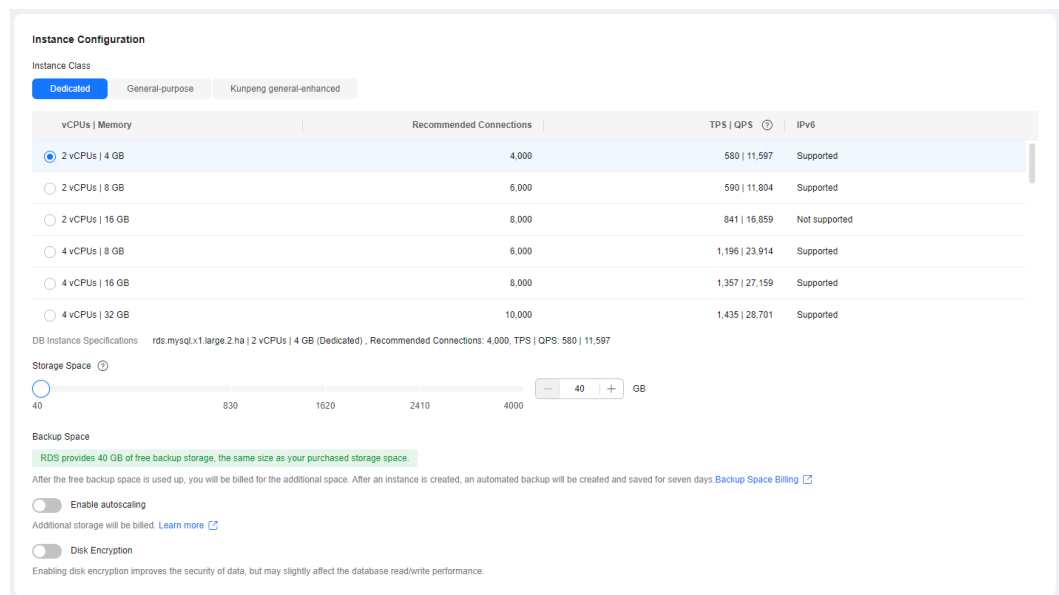 Instance Configuration
Instance Class
Dedicated General-purpose Kunpeng general-enhanced
vCPUs | Memory Recommended Connections TPS | QPS ? IPv6
2 vCPUs | 4 GB 4,000 580 | 11,597 Supported
2 vCPUs | 8 GB 6,000 590 | 11,804 Supported
2 vCPUs | 16 GB 8,000 841 | 16,859 Not supported
4 vCPUs | 8 GB 6,000 1,196 | 23,914 Supported
4 vCPUs | 16 GB 8,000 1,357 | 27,159 Supported
4 vCPUs | 32 GB 10,000 1,435 | 28,701 Supported
DB Instance Specifications rds.mysql.x1.large.2.ha | 2 vCPUs | 4 GB (Dedicated) , Recommended Connections: 4,000, TPS | QPS: 580 | 11,597
Storage Space ?
− 40 + GB
40 830 1620 2410 4000
Backup Space
RDS provides 40 GB of free backup storage, the same size as your purchased storage space.
After the free backup space is used up, you will be billed for the additional space. After an instance is created, an automated backup will be created and saved for seven days.Backup Space Billing
Enable autoscaling
Additional storage will be billed. Learn more
Disk Encryption
Enabling disk encryption improves the security of data, but may slightly affect the database read/write performance.